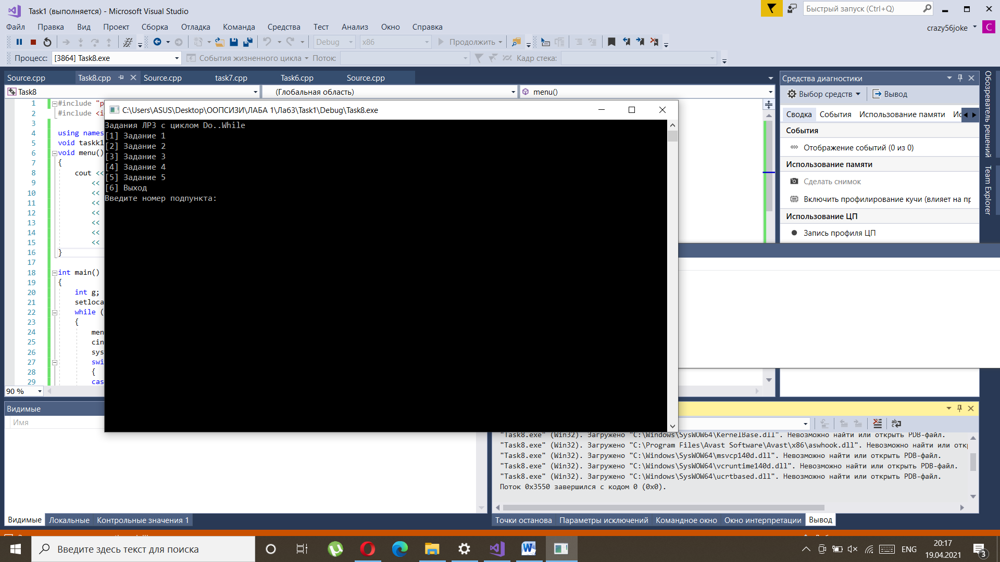 Task1 (выполняется) - Microsoft Visual Studio
Быстрый запуск (Ctrl+Q)
Файл Правка Вид Проект Сборка Отладка Команда Средства Тест Анализ Окно Справка
crazy56joke C
Debug x86 Продолжить
Процесс: [3864] Task8.exe События жизненного цикла Поток: Кадр стека:
Source.cpp Task8.cpp Source.cpp task7.cpp Task6.cpp Source.cpp
Task8 (Глобальная область) menu()
1 #include "p
2 #include <i
3
4 using names
5 void taskk1
6 void menu()
7 {
8 cout <<
9 <<
10 <<
11 <<
12 <<
13 <<
14 <<
15 <<
16 }
17
18 int main()
19 {
20 int g;
21 setloca
22 while (
23 {
24 men
25 cin
26 sys
27 swi
28 {
29 cas
90 %
C:\Users\ASUS\Desktop\ООПСИЗИ\ЛАБА 1\Лаб3\Task1\Debug\Task8.exe
Задания ЛР3 с циклом Do..While
[1] Задание 1
[2] Задание 2
[3] Задание 3
[4] Задание 4
[5] Задание 5
[6] Выход
Введите номер подпункта:
Средства диагностики
Выбор средств Вывод
Сводка События Использование памяти Ис
События
Отображение событий (0 из 0)
Использование памяти
Сделать снимок
Включить профилирование кучи (влияет на пр
Использование ЦП
Запись профиля ЦП
Обозреватель решений
Team Explorer
Видимые
Имя
Видимые Локальные Контрольные значения 1
"Task8.exe" (Win32). Загружено "C:\Windows\SysWOW64\KernelBase.dll". Невозможно найти или открыть PDB-файл.
"Task8.exe" (Win32). Загружено "C:\Program Files\Avast Software\Avast\x86\aswhook.dll". Невозможно найти или отк
"Task8.exe" (Win32). Загружено "C:\Windows\SysWOW64\msvcp140d.dll". Невозможно найти или открыть PDB-файл.
"Task8.exe" (Win32). Загружено "C:\Windows\SysWOW64\vcruntime140d.dll". Невозможно найти или открыть PDB-файл.
"Task8.exe" (Win32). Загружено "C:\Windows\SysWOW64\ucrtbased.dll". Невозможно найти или открыть PDB-файл.
Поток 0x3550 завершился с кодом 0 (0x0).
Точки останова Параметры исключений Командное окно Окно интерпретации Вывод
Введите здесь текст для поиска
ENG
20:17
19.04.2021
3